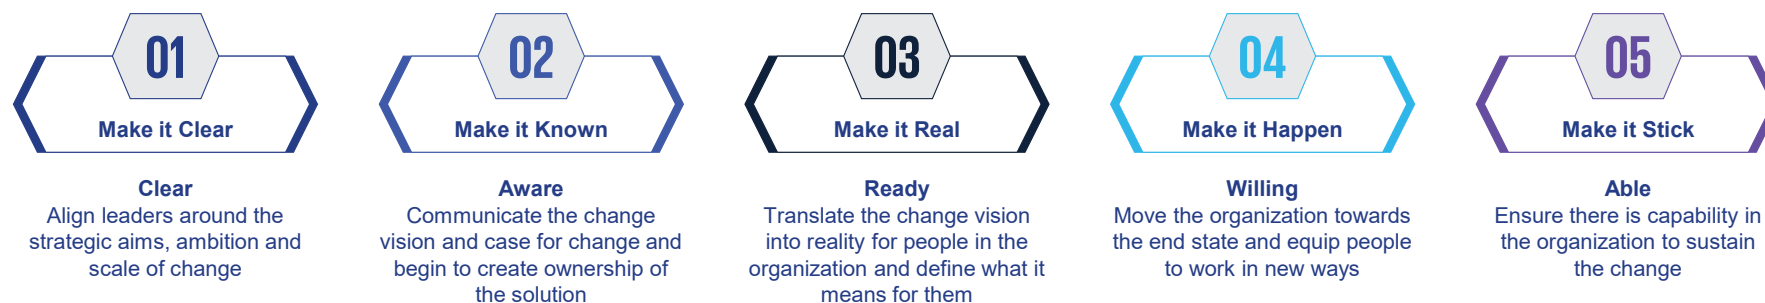 01
Make it Clear
Clear
Align leaders around the
strategic aims, ambition and
scale of change
02
Make it Known
Aware
Communicate the change
vision and case for change and
begin to create ownership of
the solution
03
Make it Real
Ready
Translate the change vision
into reality for people in the
organization and define what it
means for them
04
Make it Happen
Willing
Move the organization towards
the end state and equip people
to work in new ways
05
Make it Stick
Able
Ensure there is capability in
the organization to sustain
the change